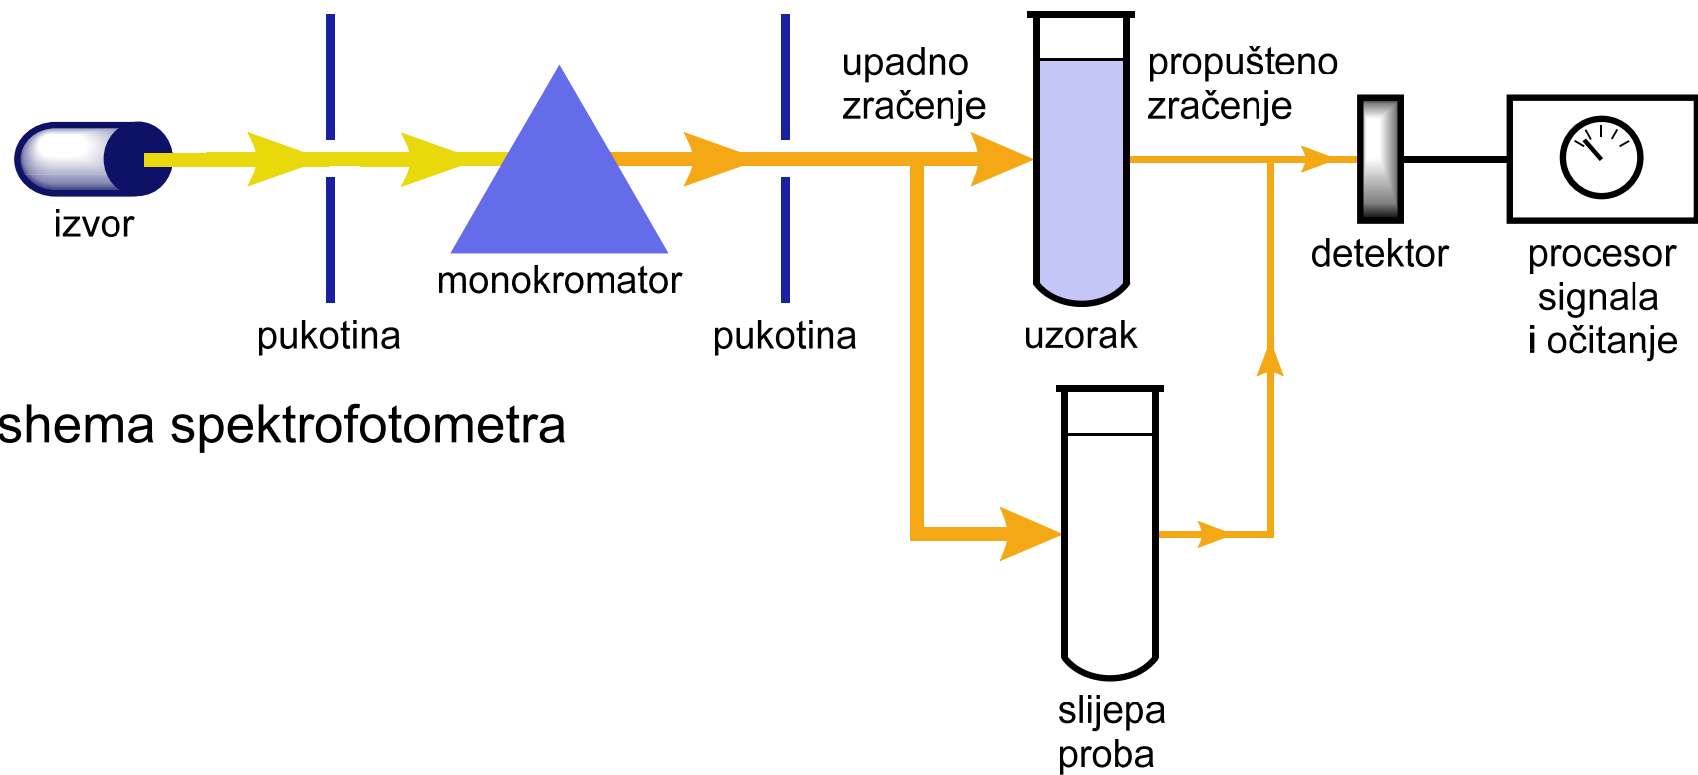 upadno
zračenje
propušteno
zračenje
izvor
monokromator
pukotina
pukotina
uzorak
detektor
procesor
signala
i očitanje
shema spektrofotometra
slijepa
proba